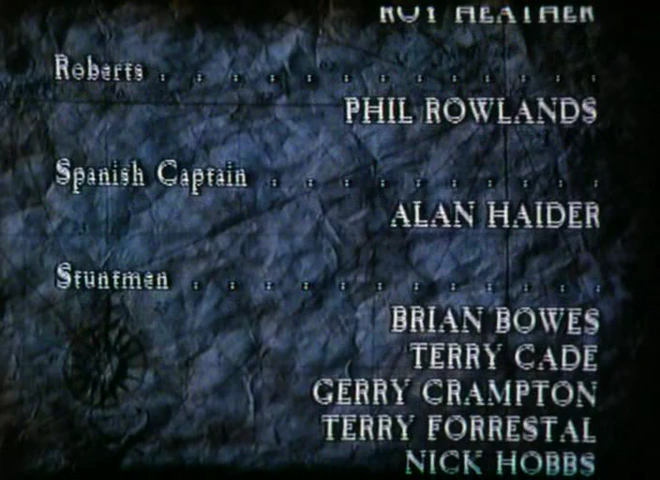 Roberts . . . . . . . . . . . . .
PHIL ROWLANDS
Spanish Captain . . . . . . . . .
ALAN HAIDER
Stuntmen . . . . . . . . . . . .
BRIAN BOWES
TERRY CADE
GERRY CRAMPTON
TERRY FORRESTAL
NICK HOBBS